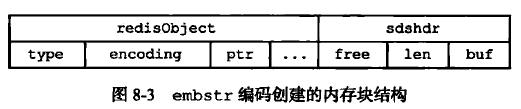 redisObject sdshdr
type encoding ptr ... free len buf
图 8-3 embstr 编码创建的内存块结构